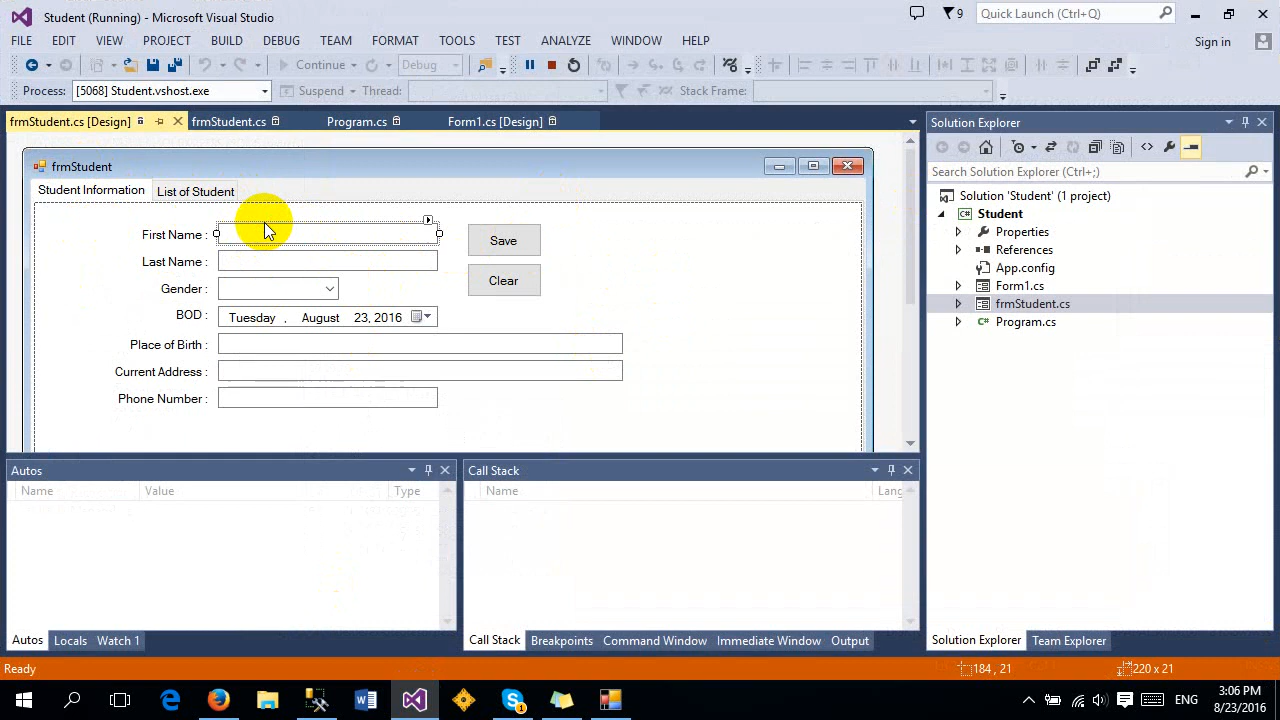 Student (Running) - Microsoft Visual Studio
9
Quick Launch (Ctrl+Q)
FILE EDIT VIEW PROJECT BUILD DEBUG TEAM FORMAT TOOLS TEST ANALYZE WINDOW HELP
Sign in
Continue Debug
Process: [5068] Student.vshost.exe Suspend Thread: Stack Frame:
frmStudent.cs [Design] frmStudent.cs Program.cs Form1.cs [Design]
frmStudent
Student Information List of Student
First Name :
Save
Last Name :
Clear
Gender :
BOD : Tuesday , August 23, 2016
Place of Birth :
Current Address :
Phone Number :
Solution Explorer
Search Solution Explorer (Ctrl+;)
Solution 'Student' (1 project)
C# Student
Properties
References
App.config
Form1.cs
frmStudent.cs
C# Program.cs
Autos
Name Value Type
Call Stack
Name Lang
Autos Locals Watch 1
Call Stack Breakpoints Command Window Immediate Window Output
Solution Explorer Team Explorer
Ready
184 , 21
220 x 21
1
ENG
3:06 PM
8/23/2016